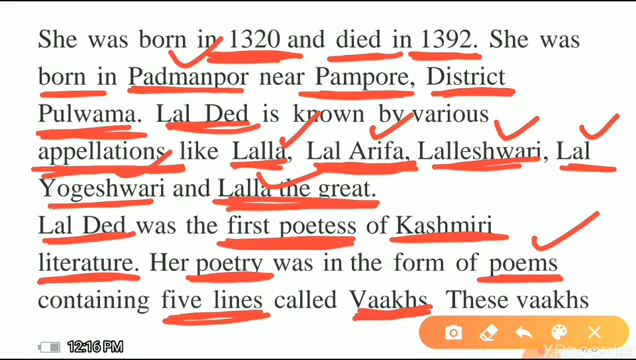 She was born in 1320 and died in 1392. She was
born in Padmanpor near Pampore, District
Pulwama. Lal Ded is known by various
appellations like Lalla, Lal Arifa, Lalleshwari, Lal
Yogeshwari and Lalla the great.
Lal Ded was the first poetess of Kashmiri
literature. Her poetry was in the form of poems
containing five lines called Vaakhs. These vaakhs
12:16 PM
XRecorder